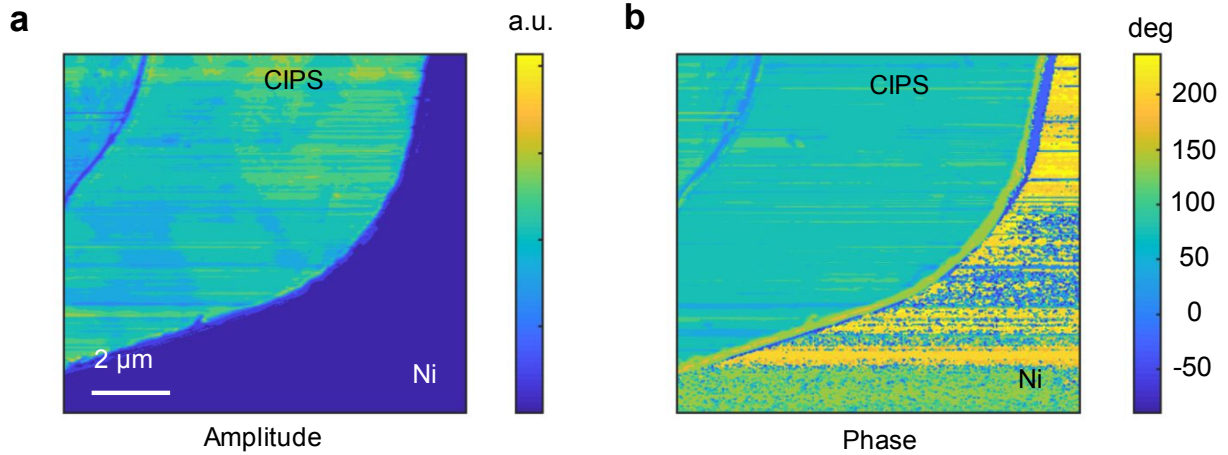 a
a.u.
CIPS
2 µm
Ni
Amplitude
b
deg
CIPS
200
150
100
50
0
-50
Ni
Phase